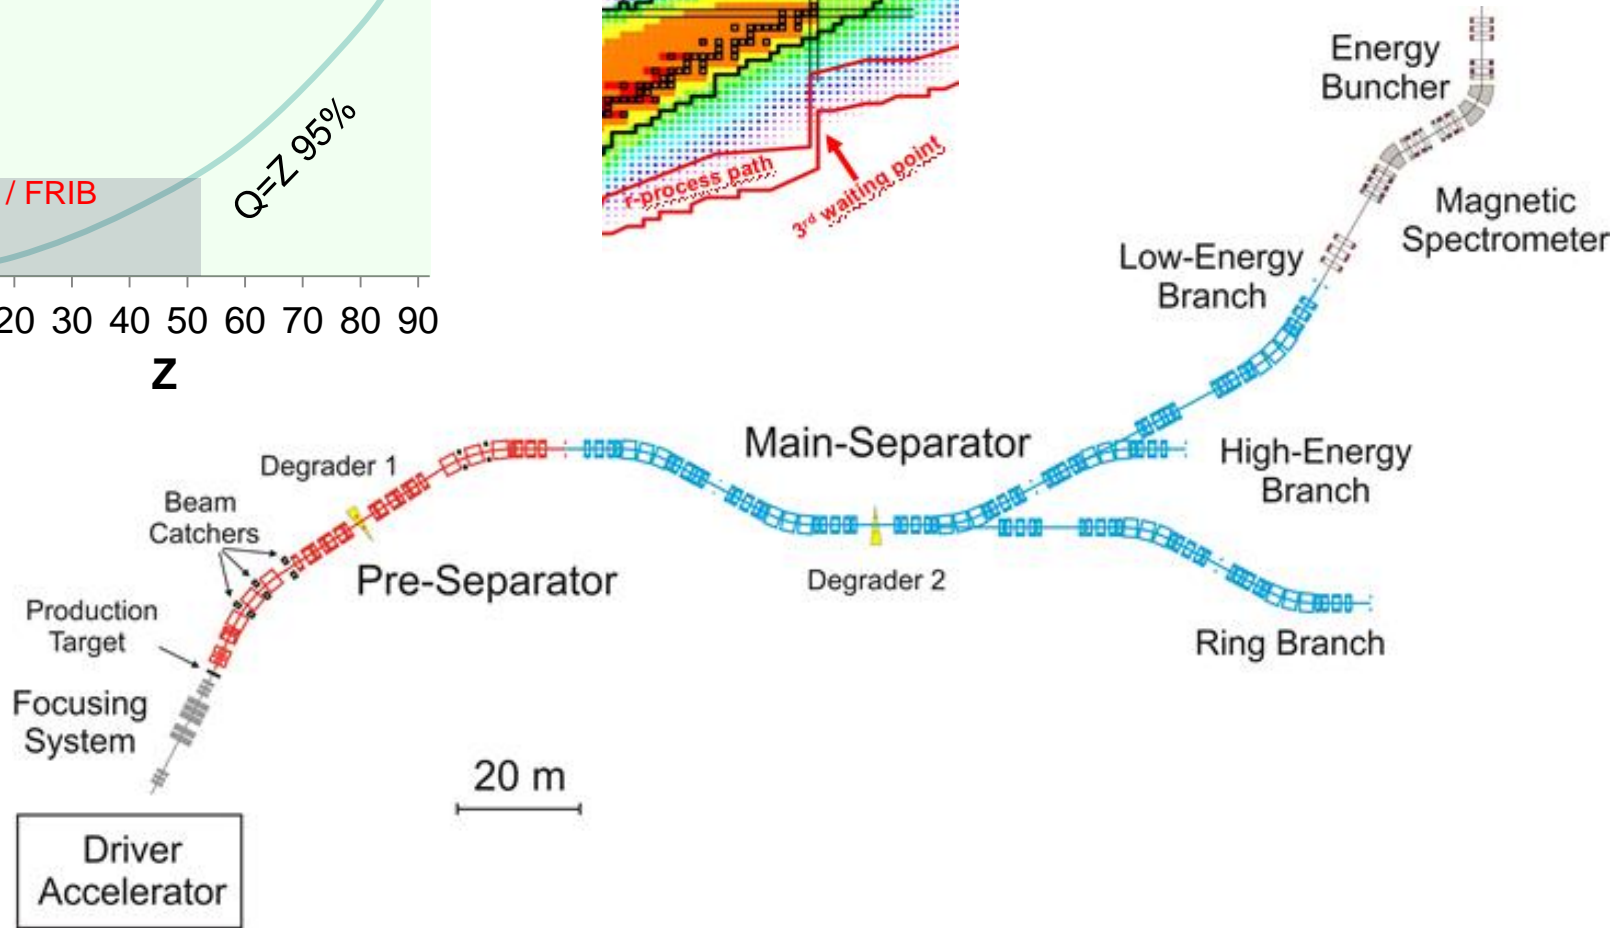 / FRIB
Q=Z 95%
20 30 40 50 60 70 80 90
Z
r-process path
3rd waiting point
Energy
Buncher
Magnetic
Spectrometer
Low-Energy
Branch
Main-Separator
High-Energy
Branch
Degrader 1
Beam
Catchers
Pre-Separator
Degrader 2
Production
Target
Ring Branch
Focusing
System
20 m
Driver
Accelerator